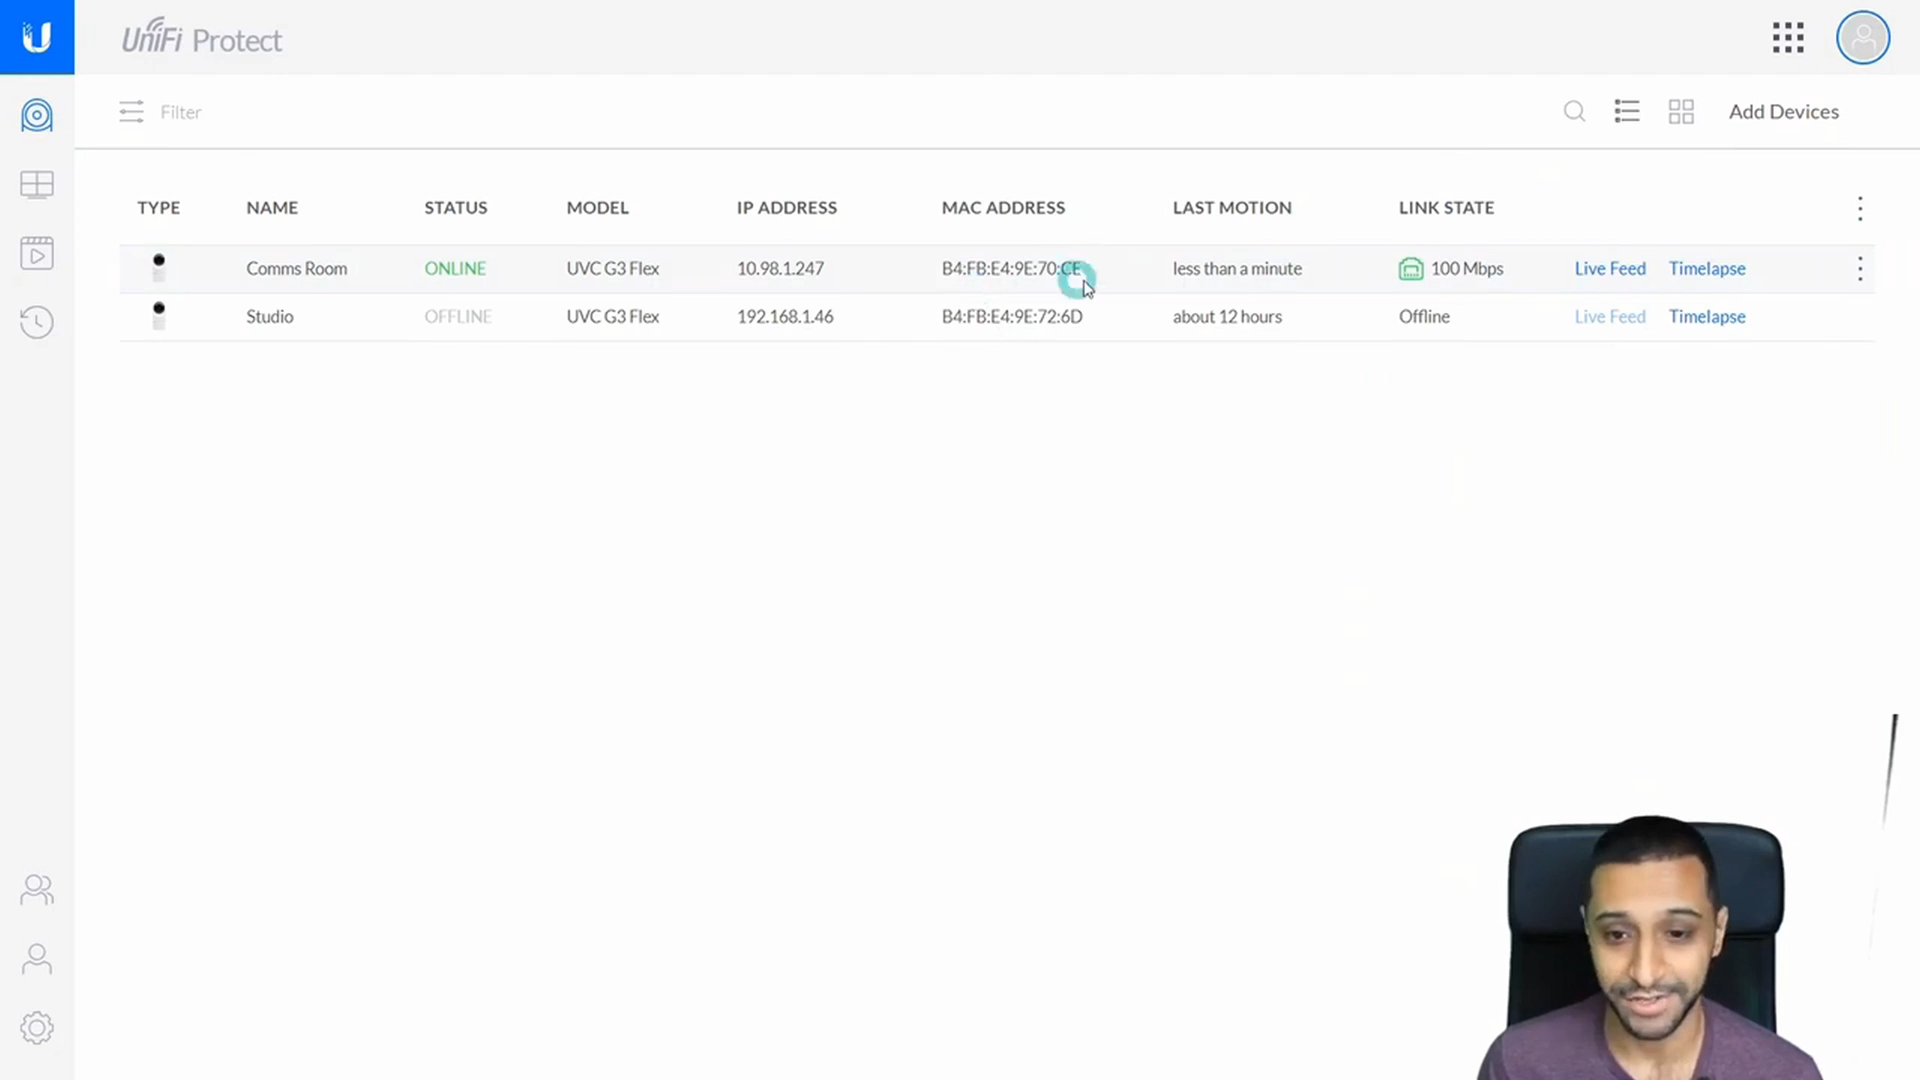 UniFi Protect
Filter
Add Devices
TYPE NAME STATUS MODEL IP ADDRESS MAC ADDRESS LAST MOTION LINK STATE
Comms Room ONLINE UVC G3 Flex 10.98.1.247 B4:FB:E4:9E:70:CE less than a minute 100 Mbps Live Feed Timelapse
Studio OFFLINE UVC G3 Flex 192.168.1.46 B4:FB:E4:9E:72:6D about 12 hours Offline Live Feed Timelapse